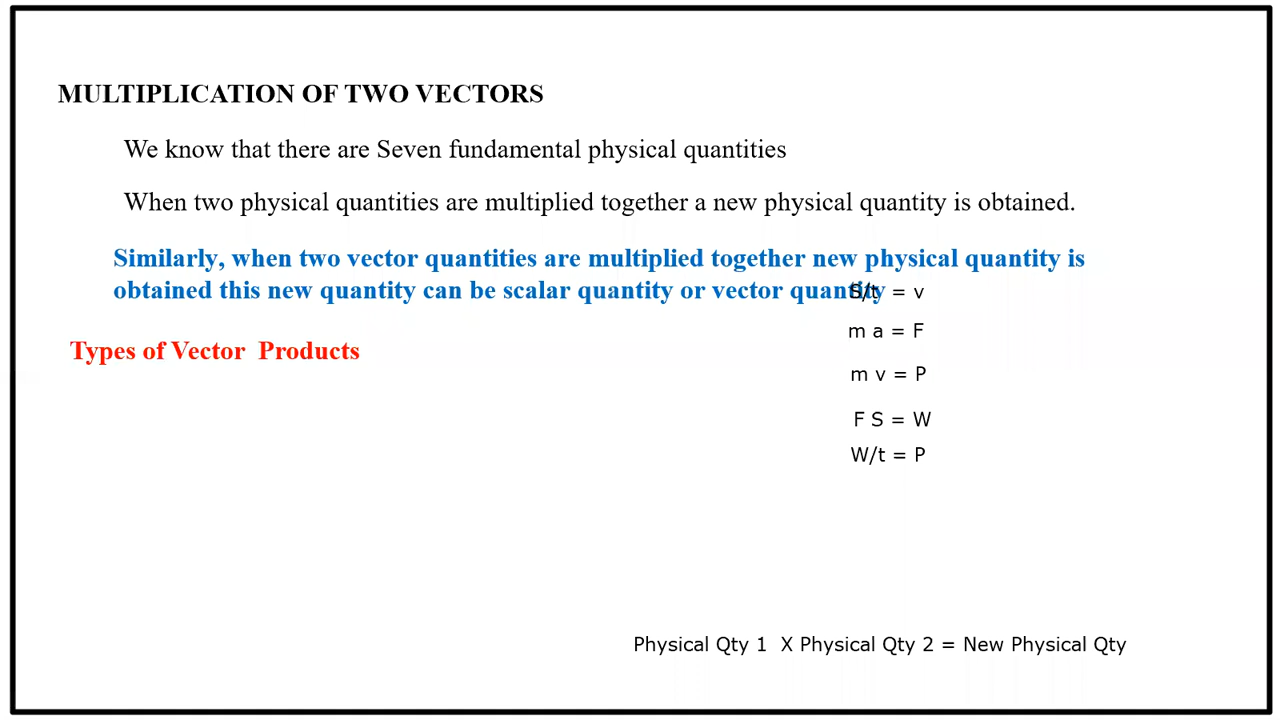 MULTIPLICATION OF TWO VECTORS
We know that there are Seven fundamental physical quantities
When two physical quantities are multiplied together a new physical quantity is obtained.
Similarly, when two vector quantities are multiplied together new physical quantity is
obtained this new quantity can be scalar quantity or vector quantity
S/t = v
m a = F
Types of Vector Products
m v = P
F S = W
W/t = P
Physical Qty 1 X Physical Qty 2 = New Physical Qty